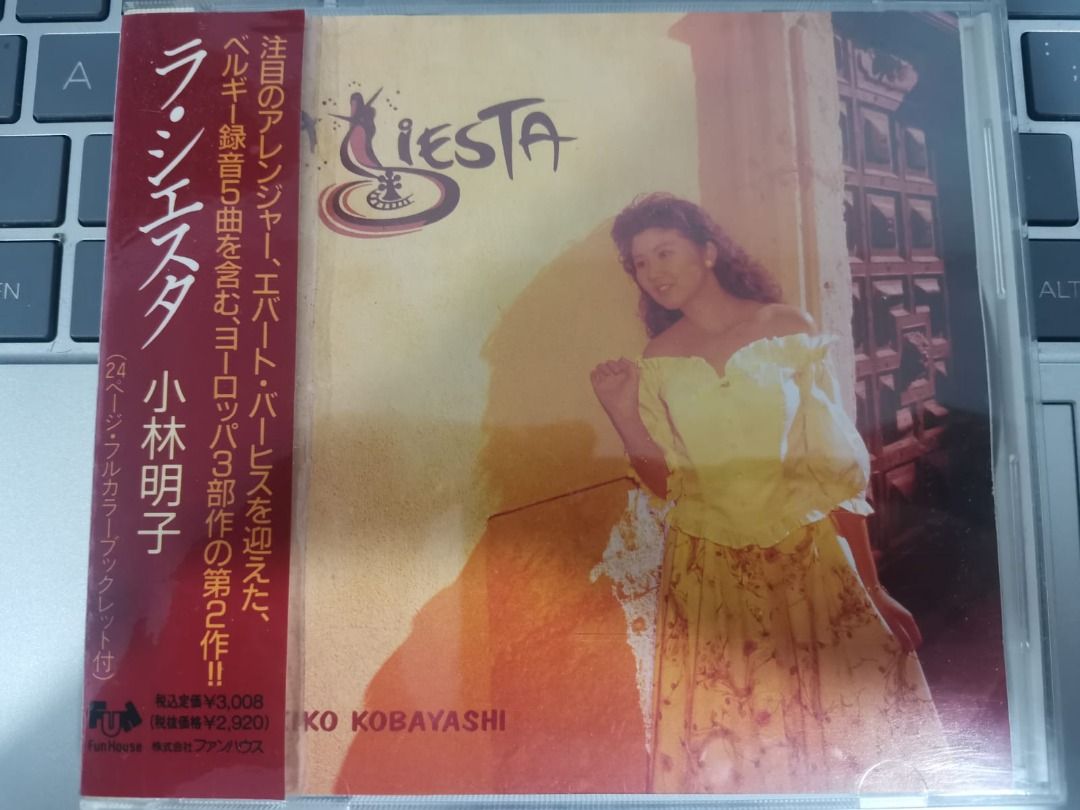 注目のアレンジャー、エバート・バーヒスを迎えた、
ベルギー録音5曲を含む、ヨーロッパ3部作の第2作!!
ラ・シエスタ
小林明子
(24ページ・フルカラーブックレット付)
税込定価¥3,008
(税抜価格¥2,920)
Fun
Fun House
株式会社ファンハウス
A SIESTA
KIKO KOBAYASHI
A
FN
ALT
;